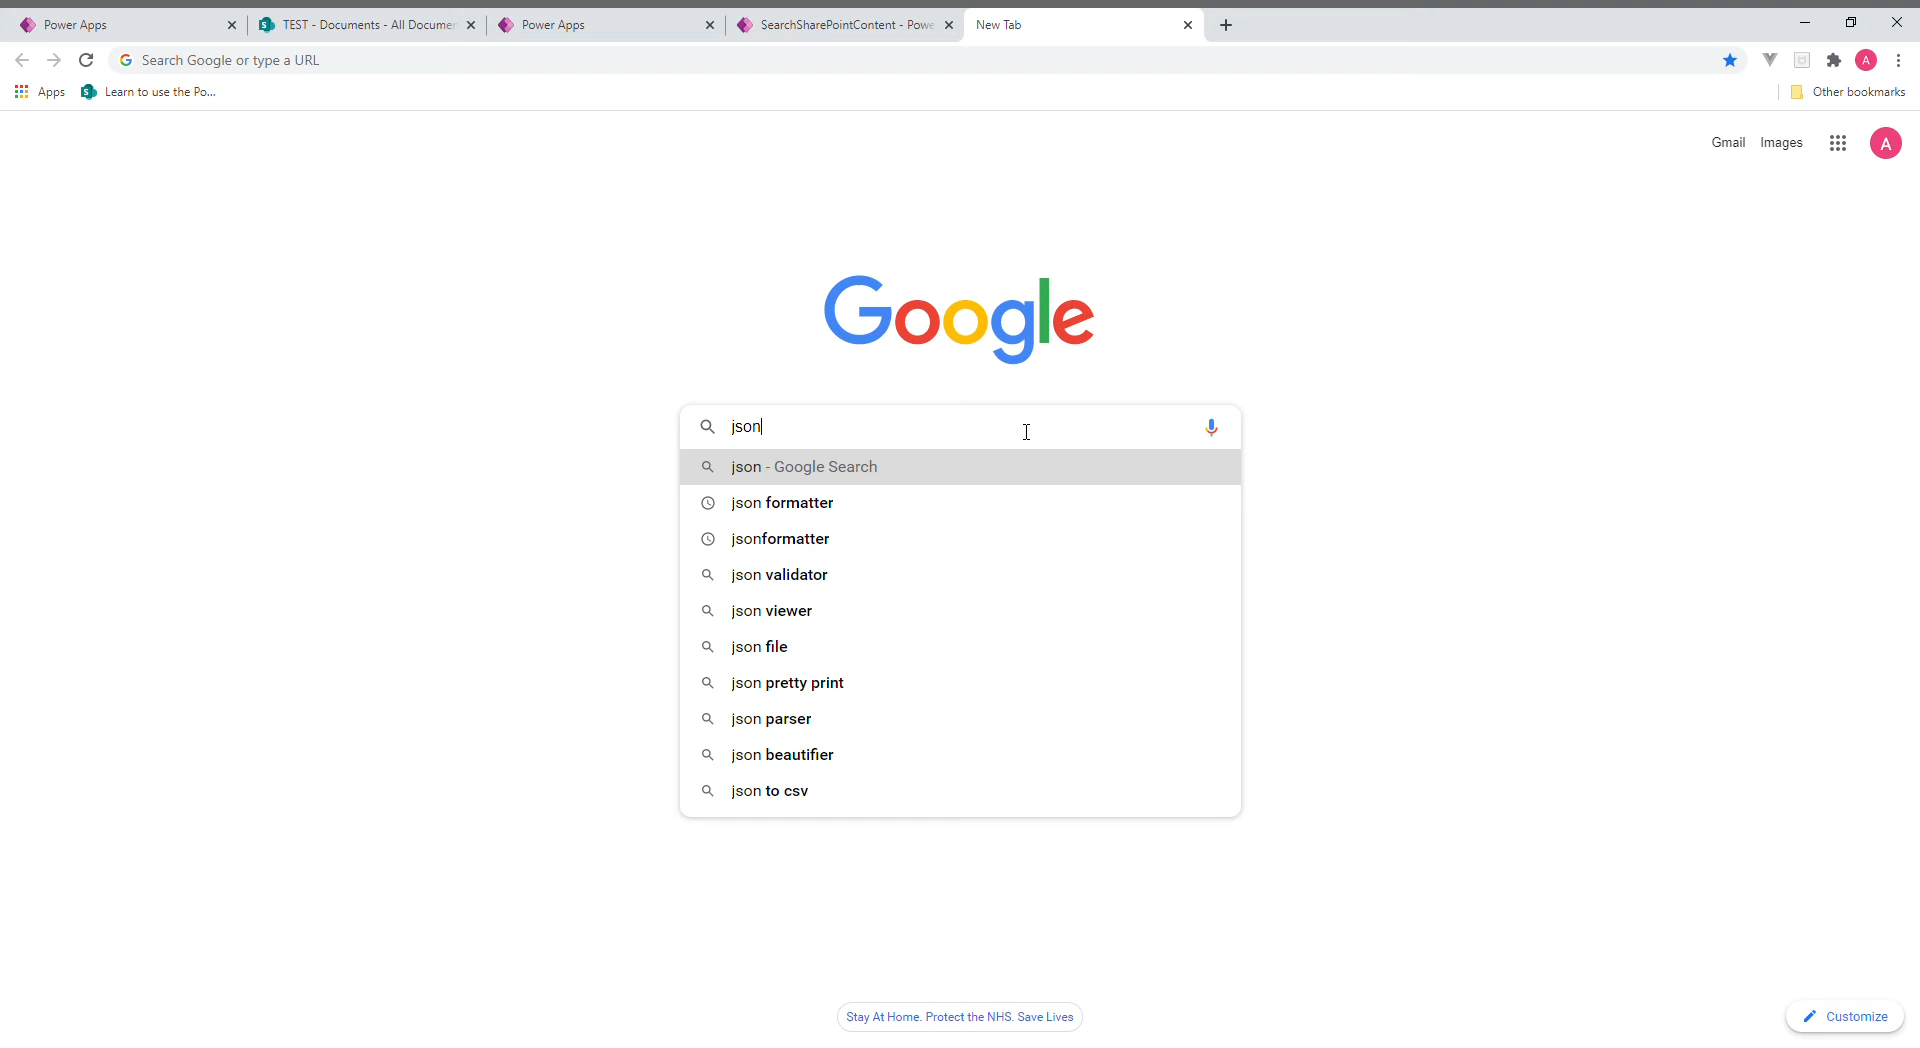 Power Apps
TEST - Documents - All Documen
Power Apps
SearchSharePointContent - Powe
New Tab
Search Google or type a URL
A
Apps
Learn to use the Po...
Other bookmarks
Gmail
Images
A
Google
json
json - Google Search
json formatter
jsonformatter
json validator
json viewer
json file
json pretty print
json parser
json beautifier
json to csv
Stay At Home. Protect the NHS. Save Lives
Customize